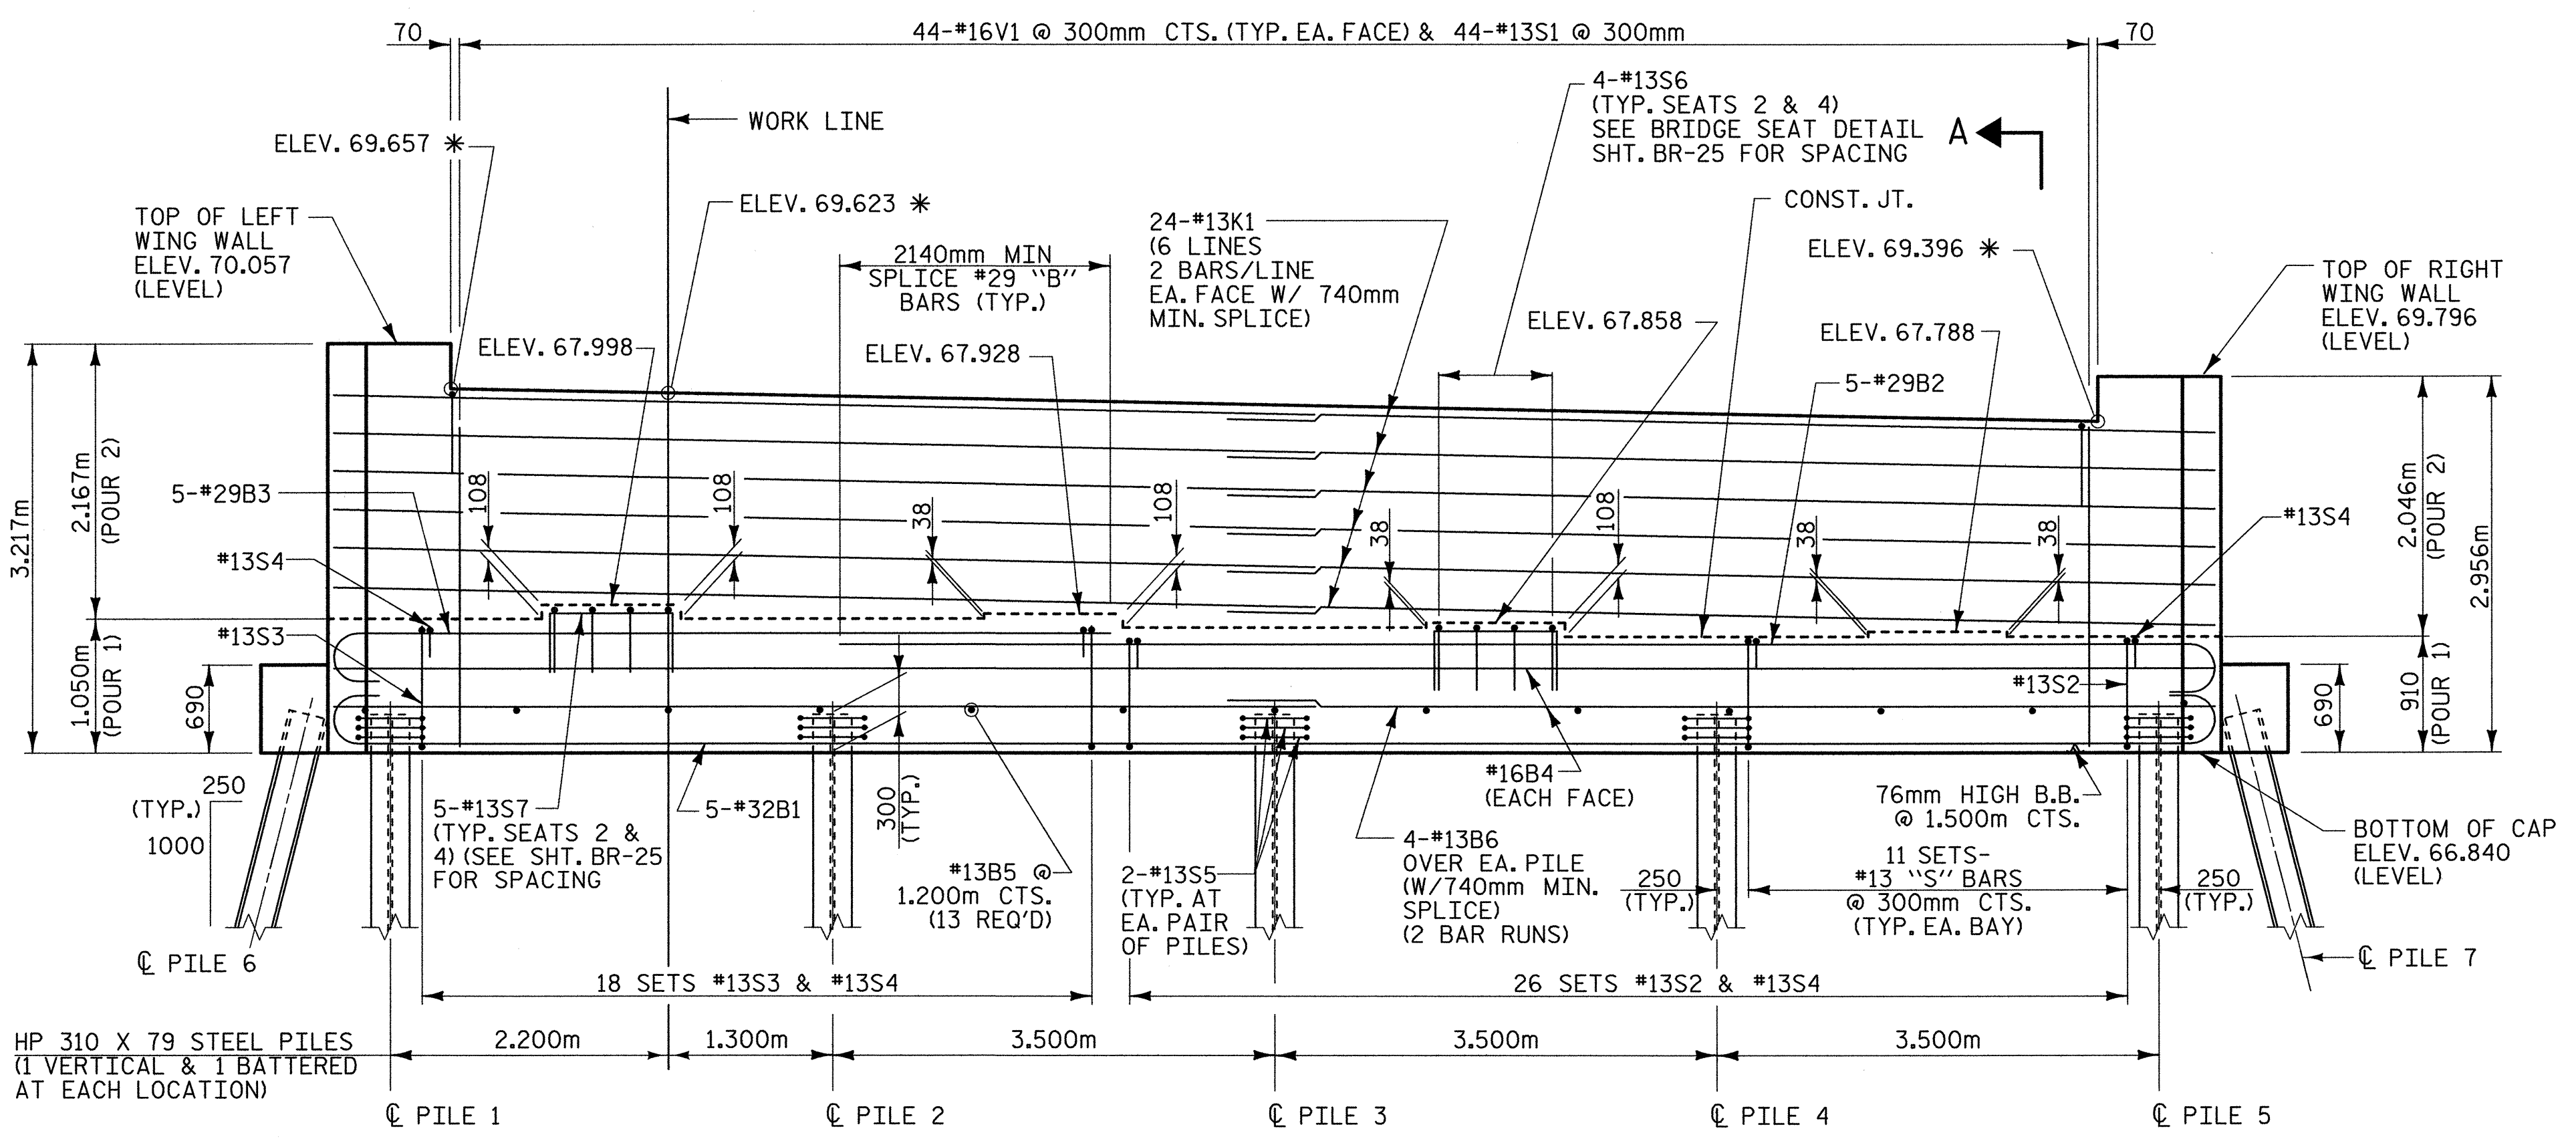 70
44-#16V1 @ 300mm CTS. (TYP. EA. FACE) & 44-#13S1 @ 300mm
70
4-#13S6
(TYP. SEATS 2 & 4)
SEE BRIDGE SEAT DETAIL
SHT. BR-25 FOR SPACING
A
WORK LINE
ELEV. 69.657 *
ELEV. 69.623 *
CONST. JT.
TOP OF LEFT
WING WALL
ELEV. 70.057
(LEVEL)
2140mm MIN
SPLICE #29 "B"
BARS (TYP.)
24-#13K1
(6 LINES
2 BARS/LINE
EA. FACE W/ 740mm
MIN. SPLICE)
ELEV. 69.396 *
TOP OF RIGHT
WING WALL
ELEV. 69.796
(LEVEL)
ELEV. 67.998
ELEV. 67.928
ELEV. 67.858
ELEV. 67.788
5-#29B2
3.217m
2.167m
(POUR 2)
5-#29B3
108
108
38
108
38
108
38
38
#13S4
2.046m
(POUR 2)
2.956m
#13S4
#13S3
1.050m
(POUR 1)
690
#13S2
690
910
(POUR 1)
250
(TYP.)
1000
5-#13S7
(TYP. SEATS 2 &
4) (SEE SHT. BR-25
FOR SPACING
5-#32B1
300
(TYP.)
#13B5 @
1.200m CTS.
(13 REQ'D)
2-#13S5
(TYP. AT
EA. PAIR
OF PILES)
#16B4
(EACH FACE)
4-#13B6
OVER EA. PILE
(W/740mm MIN.
SPLICE)
(2 BAR RUNS)
76mm HIGH B.B.
@ 1.500m CTS.
250
(TYP.)
11 SETS-
#13 "S" BARS
@ 300mm CTS.
(TYP. EA. BAY)
250
(TYP.)
BOTTOM OF CAP
ELEV. 66.840
(LEVEL)
℄ PILE 6
℄ PILE 7
18 SETS #13S3 & #13S4
26 SETS #13S2 & #13S4
HP 310 X 79 STEEL PILES
(1 VERTICAL & 1 BATTERED
AT EACH LOCATION)
2.200m
1.300m
3.500m
3.500m
3.500m
℄ PILE 1
℄ PILE 2
℄ PILE 3
℄ PILE 4
℄ PILE 5